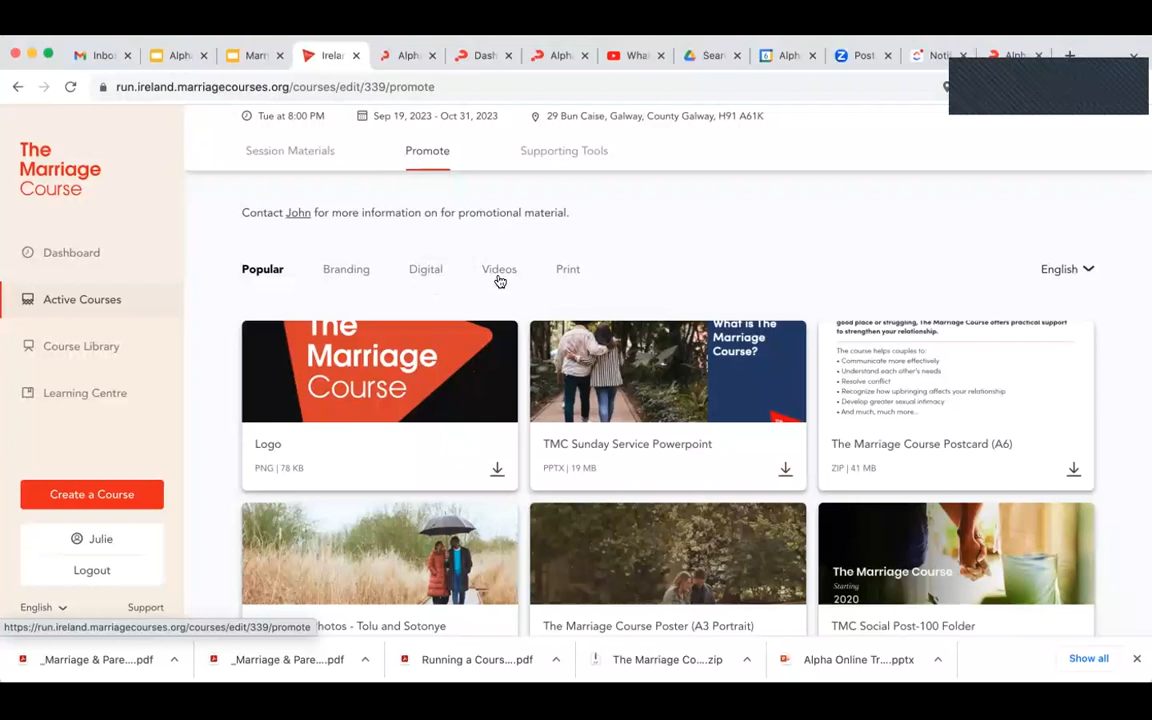 Inbo
Alpha
Marr
Irela
Alpha
Dash
Alpha
What
Sear
Alph
Post
Noti
Alph
run.ireland.marriagecourses.org/courses/edit/339/promote
The
Marriage
Course
Dashboard
Active Courses
Course Library
Learning Centre
Create a Course
Julie
Logout
English
Support
Tue at 8:00 PM
Sep 19, 2023 - Oct 31, 2023
29 Bun Caise, Galway, County Galway, H91 A61K
Session Materials
Promote
Supporting Tools
Contact John for more information on for promotional material.
Popular
Branding
Digital
Videos
Print
English
The
Marriage
Course
Logo
PNG | 78 KB
What is The
Marriage
Course?
TMC Sunday Service Powerpoint
PPTX | 19 MB
good place or struggling, The Marriage Course offers practical support
to strengthen your relationship.
The course helps couples to:
• Communicate more effectively
• Understand each other's needs
• Resolve conflict
• Recognize how upbringing affects your relationship
• Develop greater sexual intimacy
• And much, much more...
The Marriage Course Postcard (A6)
ZIP | 41 MB
hotos - Tolu and Sotonye
The Marriage Course Poster (A3 Portrait)
The Marriage Course
Starting
2020
TMC Social Post-100 Folder
https://run.ireland.marriagecourses.org/courses/edit/339/promote
_Marriage & Pare....pdf
_Marriage & Pare....pdf
Running a Cours....pdf
The Marriage Co....zip
Alpha Online Tr....pptx
Show all